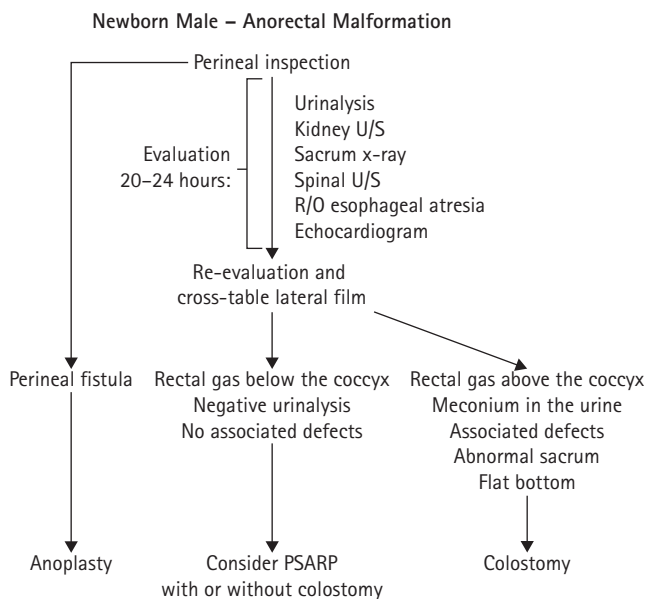 Newborn Male – Anorectal Malformation
Perineal inspection
Evaluation
20–24 hours:
Urinalysis
Kidney U/S
Sacrum x-ray
Spinal U/S
R/O esophageal atresia
Echocardiogram
Re-evaluation and
cross-table lateral film
Perineal fistula
Rectal gas below the coccyx
Negative urinalysis
No associated defects
Rectal gas above the coccyx
Meconium in the urine
Associated defects
Abnormal sacrum
Flat bottom
Anoplasty
Consider PSARP
with or without colostomy
Colostomy